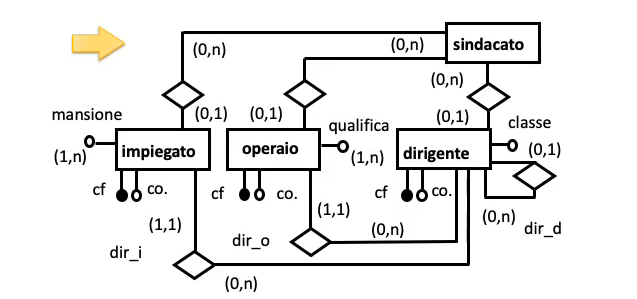 (0,n) (0,n) sindacato
(0,n)
mansione (0,1) (0,1) (0,1) classe
qualifica
(1,n) impiegato operaio (1,n) dirigente (0,1)
cf co. cf co. cf co.
(1,1) (1,1) (0,n)
dir_i dir_o (0,n) dir_d
(0,n)